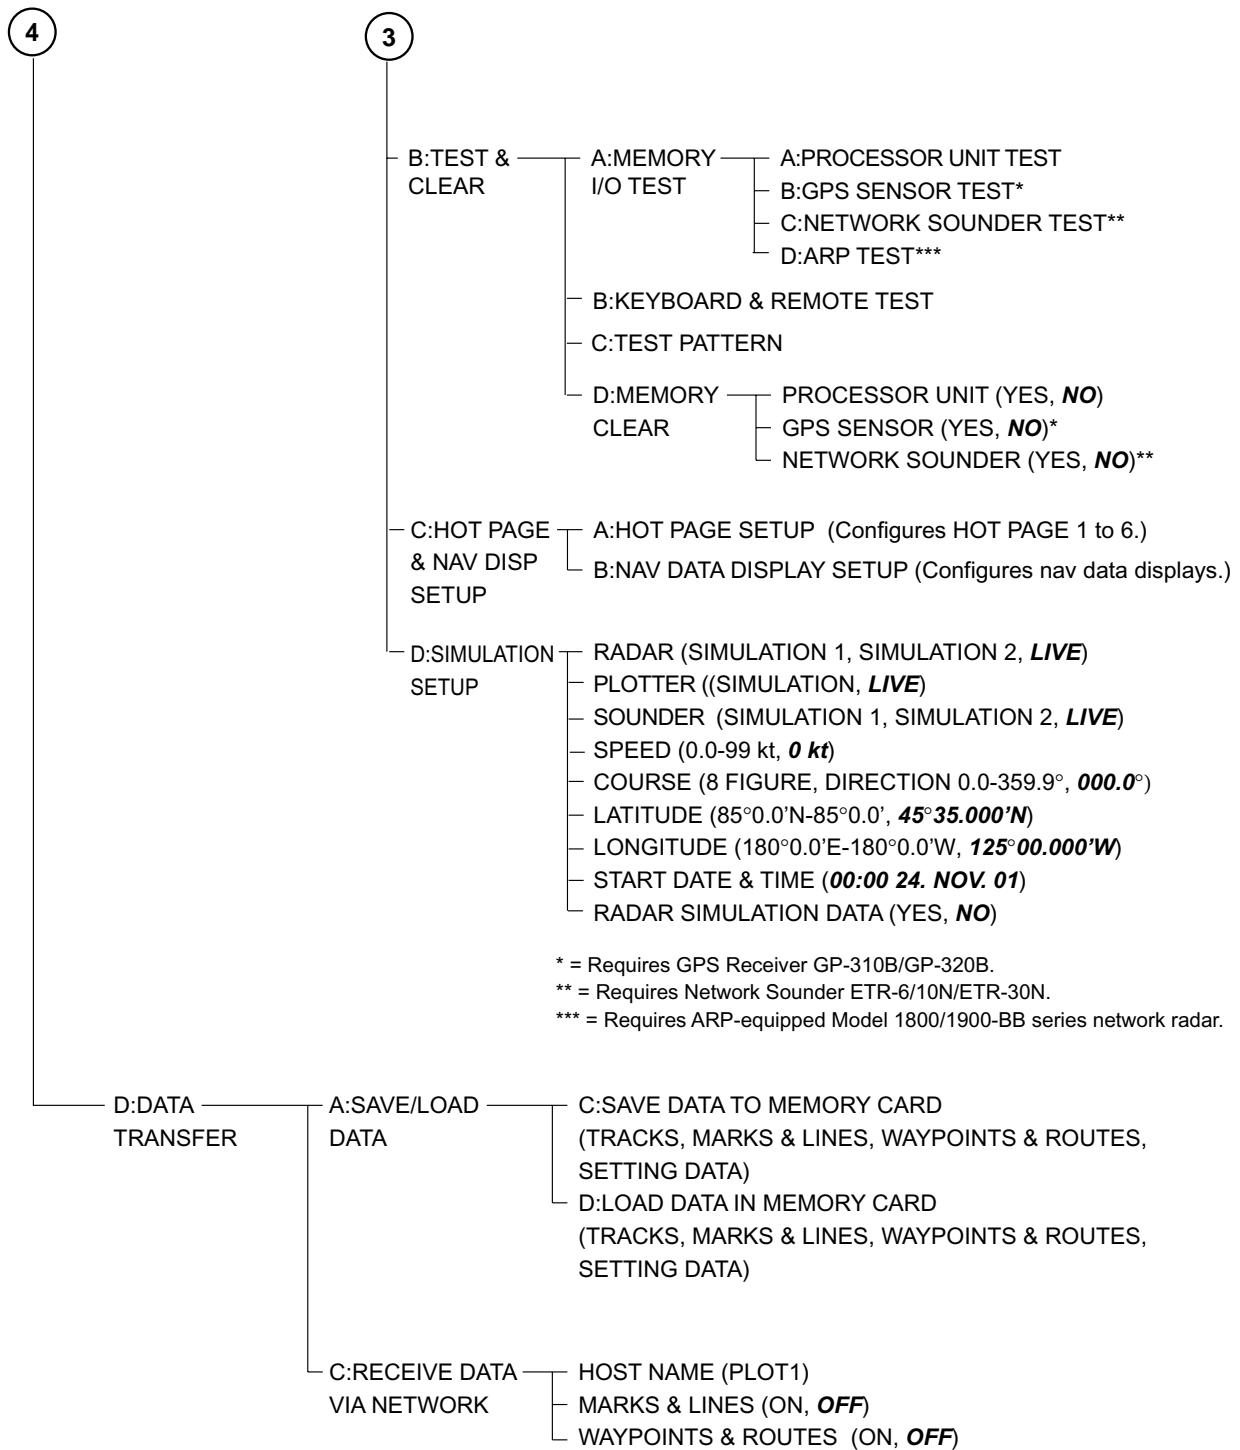 4
3
B:TEST &
CLEAR
A:MEMORY
I/O TEST
A:PROCESSOR UNIT TEST
B:GPS SENSOR TEST*
C:NETWORK SOUNDER TEST**
D:ARP TEST***
B:KEYBOARD & REMOTE TEST
C:TEST PATTERN
D:MEMORY
CLEAR
PROCESSOR UNIT (YES, NO)
GPS SENSOR (YES, NO)*
NETWORK SOUNDER (YES, NO)**
C:HOT PAGE
& NAV DISP
SETUP
A:HOT PAGE SETUP (Configures HOT PAGE 1 to 6.)
B:NAV DATA DISPLAY SETUP (Configures nav data displays.)
D:SIMULATION
SETUP
RADAR (SIMULATION 1, SIMULATION 2, LIVE)
PLOTTER ((SIMULATION, LIVE)
SOUNDER (SIMULATION 1, SIMULATION 2, LIVE)
SPEED (0.0-99 kt, 0 kt)
COURSE (8 FIGURE, DIRECTION 0.0-359.9°, 000.0°)
LATITUDE (85°0.0'N-85°0.0', 45°35.000'N)
LONGITUDE (180°0.0'E-180°0.0'W, 125°00.000'W)
START DATE & TIME (00:00 24. NOV. 01)
RADAR SIMULATION DATA (YES, NO)
* = Requires GPS Receiver GP-310B/GP-320B.
** = Requires Network Sounder ETR-6/10N/ETR-30N.
*** = Requires ARP-equipped Model 1800/1900-BB series network radar.
D:DATA
TRANSFER
A:SAVE/LOAD
DATA
C:SAVE DATA TO MEMORY CARD
(TRACKS, MARKS & LINES, WAYPOINTS & ROUTES,
SETTING DATA)
D:LOAD DATA IN MEMORY CARD
(TRACKS, MARKS & LINES, WAYPOINTS & ROUTES,
SETTING DATA)
C:RECEIVE DATA
VIA NETWORK
HOST NAME (PLOT1)
MARKS & LINES (ON, OFF)
WAYPOINTS & ROUTES (ON, OFF)